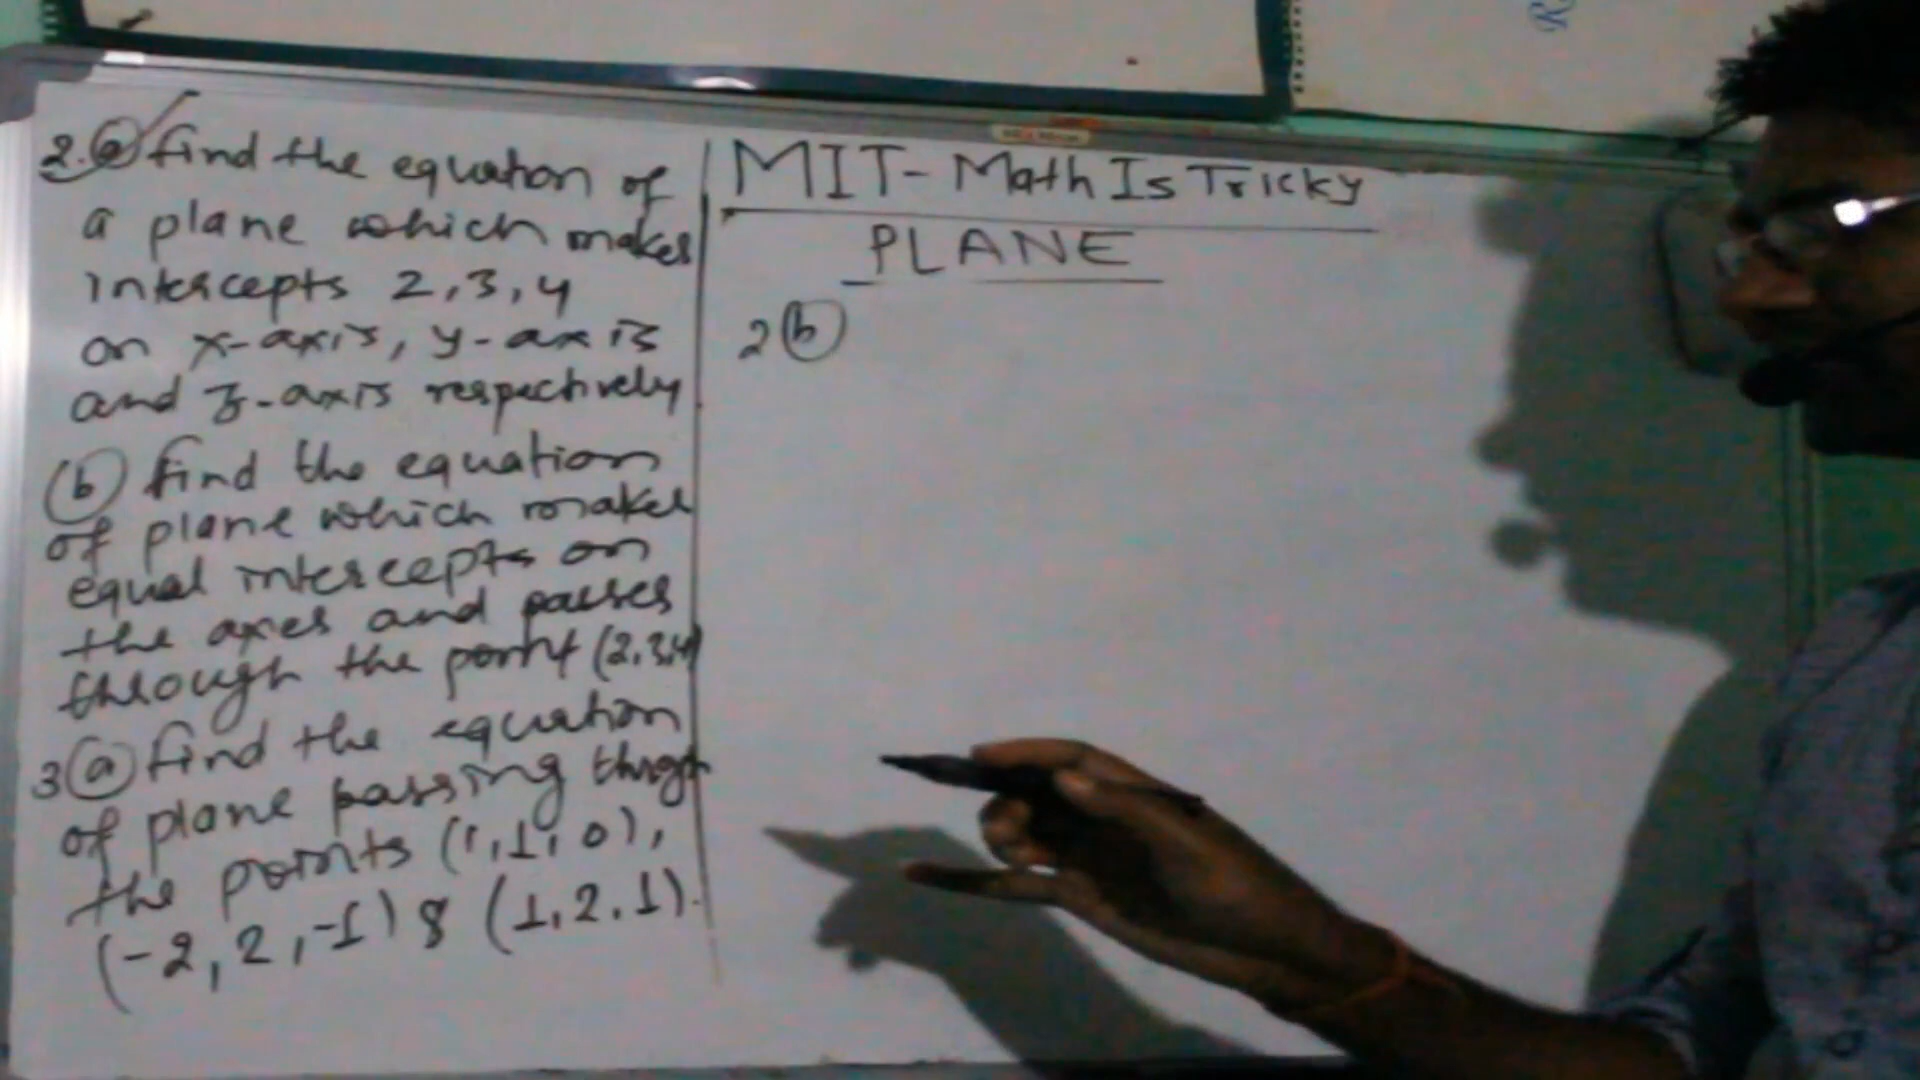 2.(a) find the equation of
a plane which makes
intercepts 2,3,4
on x-axis, y-axis
and z-axis respectively
(b) find the equation
of plane which makes
equal intercepts on
the axes and passes
through the point (2,3,4)
3(a) find the equation
of plane passing through
the points (1,1,0),
(-2,2,-1) & (1,2,1).
MIT- Math Is Tricky
PLANE
2(b)